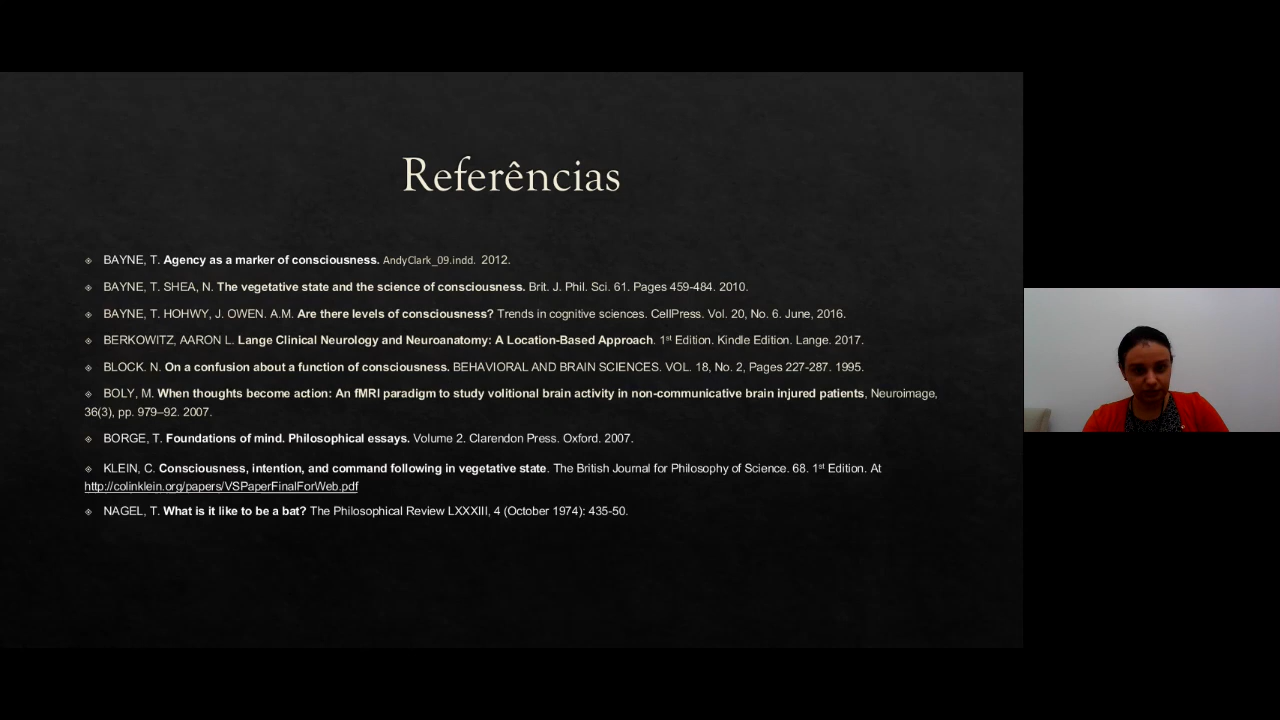 Referências
BAYNE, T. Agency as a marker of consciousness. AndyClark_09.indd. 2012.
BAYNE, T. SHEA, N. The vegetative state and the science of consciousness. Brit. J. Phil. Sci. 61. Pages 459-484. 2010.
BAYNE, T. HOHWY, J. OWEN. A.M. Are there levels of consciousness? Trends in cognitive sciences. CellPress. Vol. 20, No. 6. June, 2016.
BERKOWITZ, AARON L. Lange Clinical Neurology and Neuroanatomy: A Location-Based Approach. 1st Edition. Kindle Edition. Lange. 2017.
BLOCK. N. On a confusion about a function of consciousness. BEHAVIORAL AND BRAIN SCIENCES. VOL. 18, No. 2, Pages 227-287. 1995.
BOLY, M. When thoughts become action: An fMRI paradigm to study volitional brain activity in non-communicative brain injured patients, Neuroimage,
36(3), pp. 979–92. 2007.
BORGE, T. Foundations of mind. Philosophical essays. Volume 2. Clarendon Press. Oxford. 2007.
KLEIN, C. Consciousness, intention, and command following in vegetative state. The British Journal for Philosophy of Science. 68. 1st Edition. At
http://colinklein.org/papers/VSPaperFinalForWeb.pdf
NAGEL, T. What is it like to be a bat? The Philosophical Review LXXXIII, 4 (October 1974): 435-50.